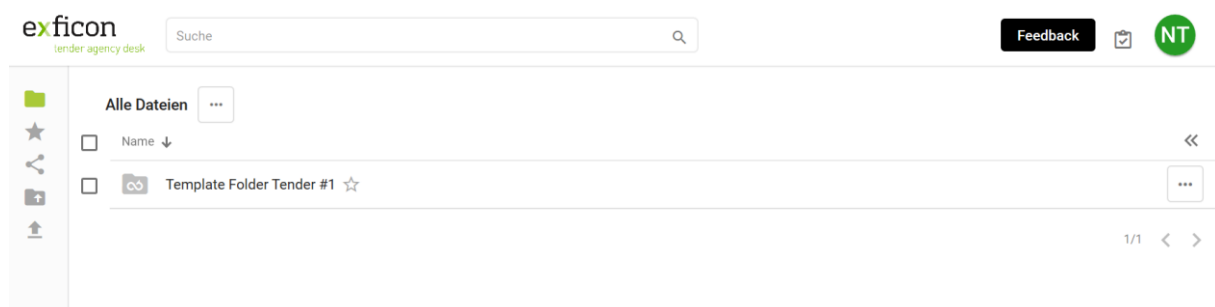 exficon
tender agency desk
Suche
Feedback
NT
Alle Dateien
Name
Template Folder Tender #1
1/1